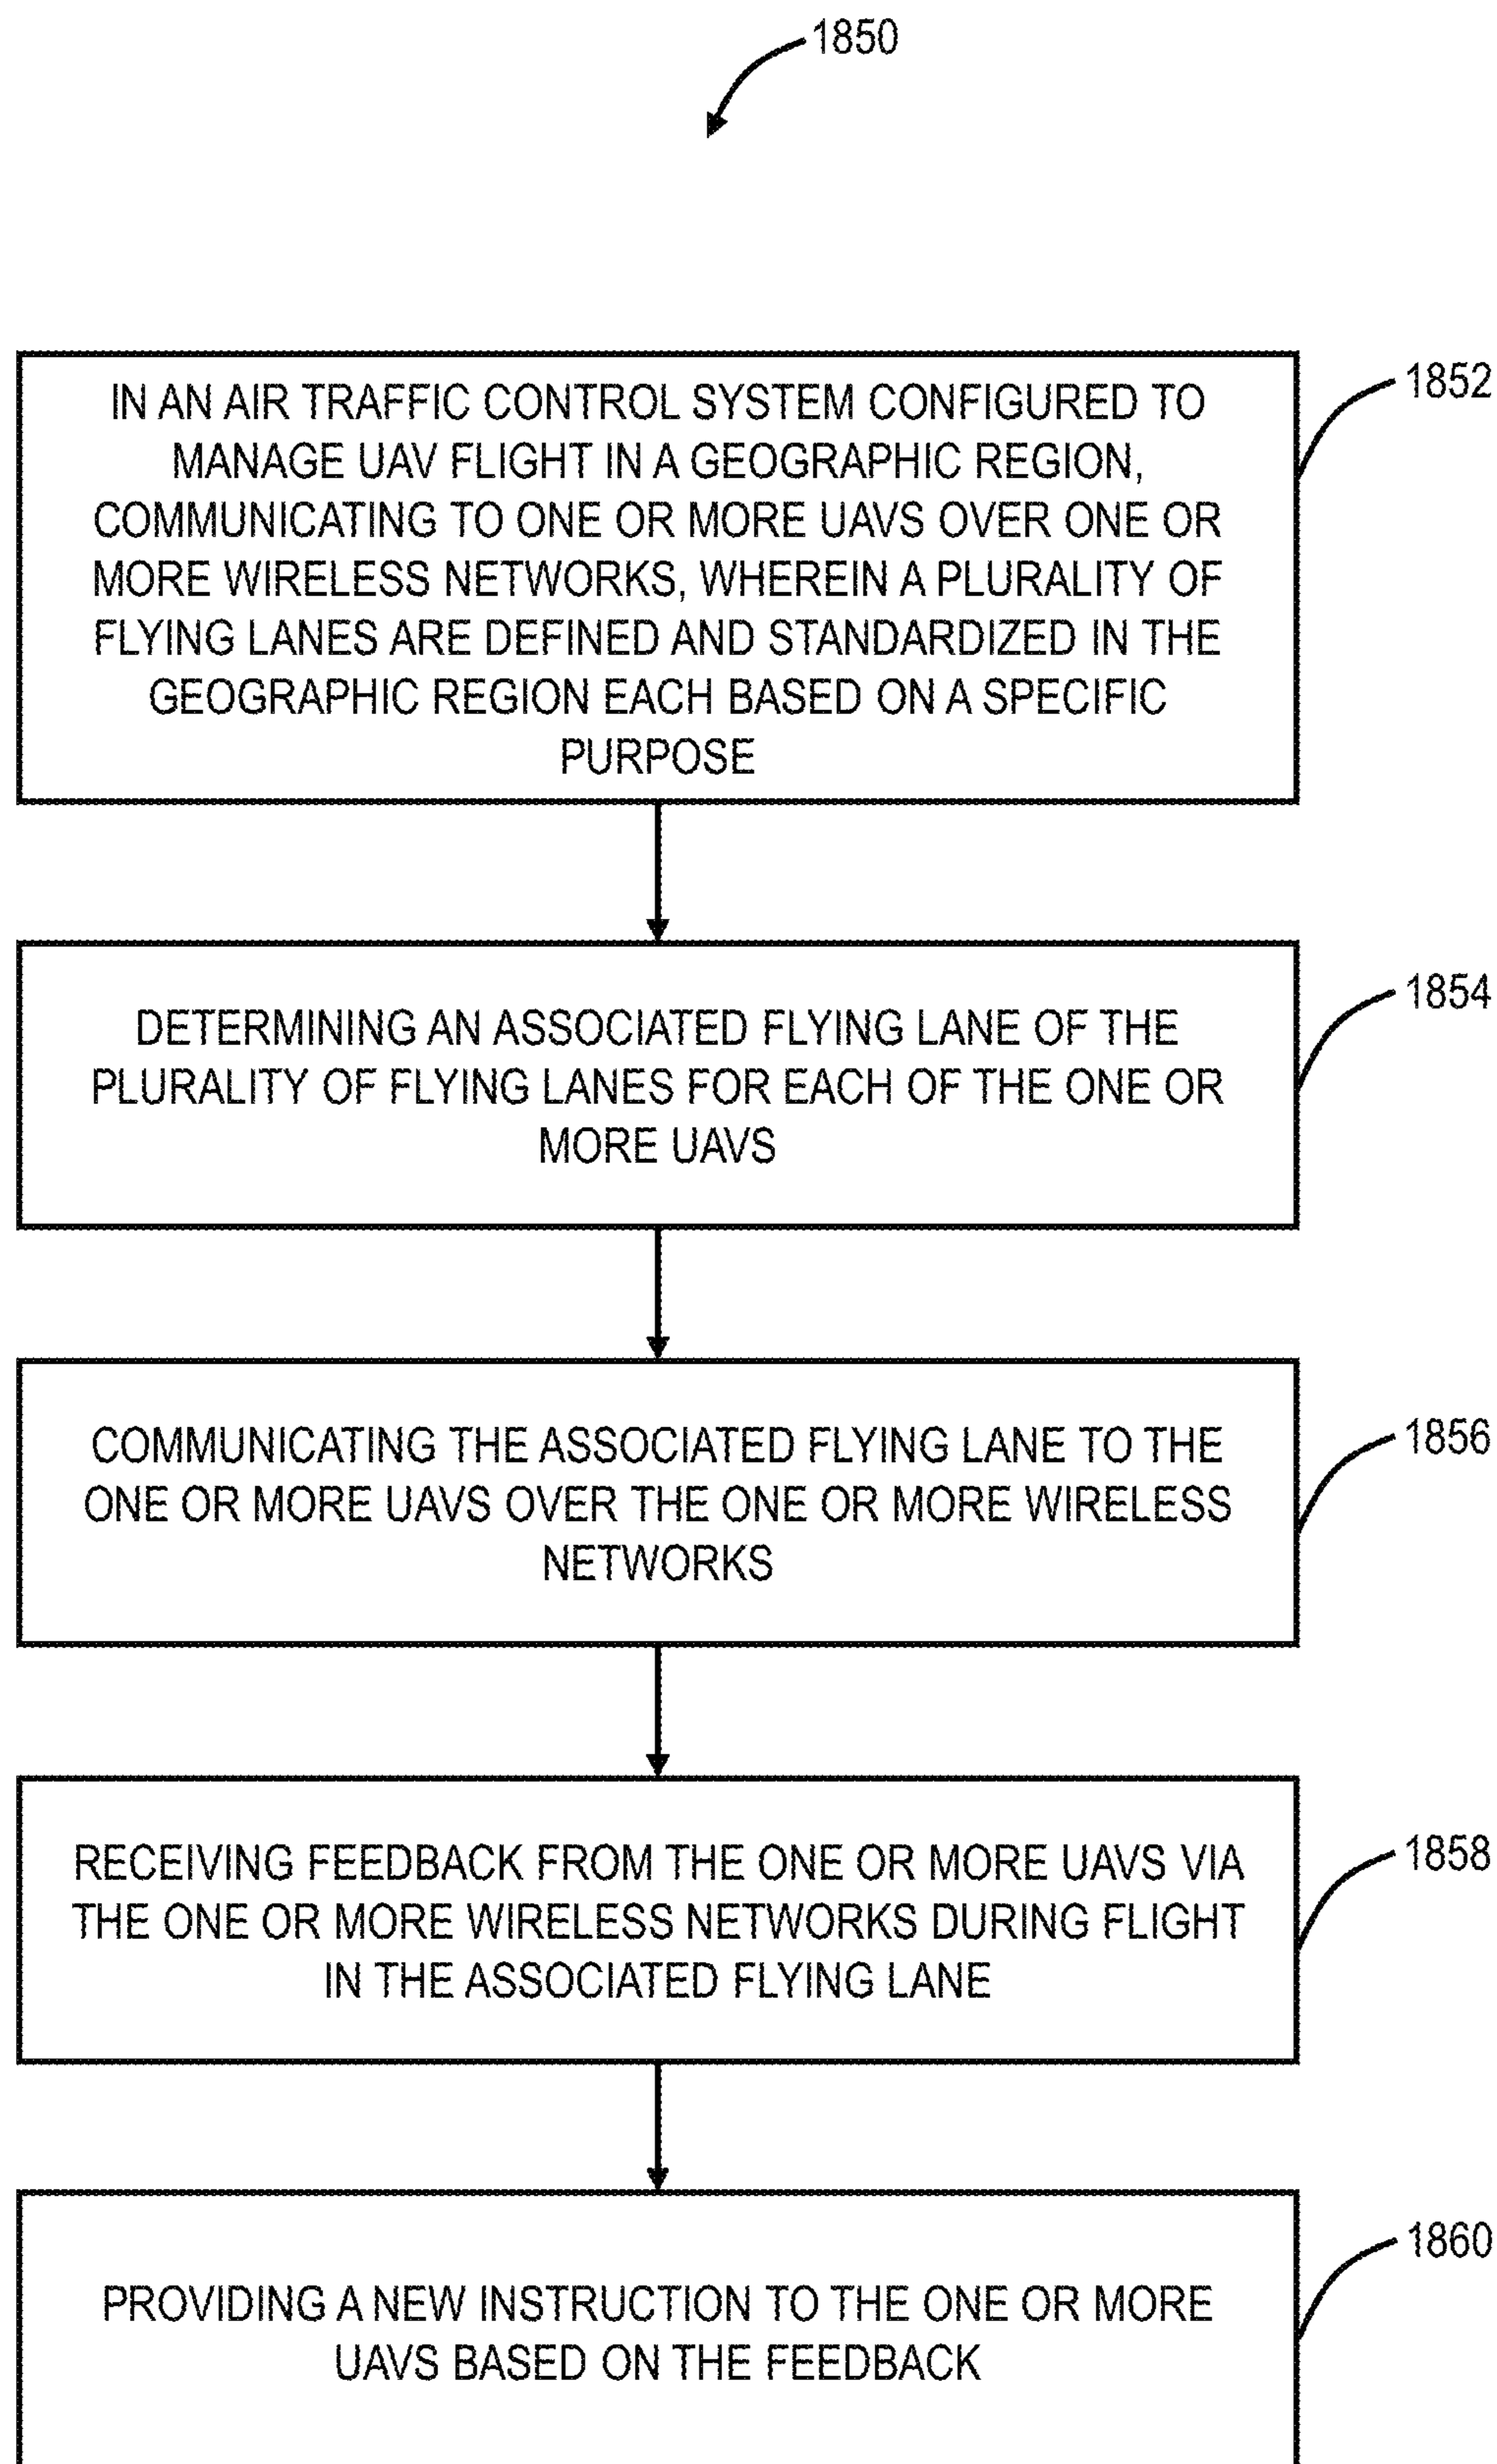 1850
IN AN AIR TRAFFIC CONTROL SYSTEM CONFIGURED TO
MANAGE UAV FLIGHT IN A GEOGRAPHIC REGION,
COMMUNICATING TO ONE OR MORE UAVS OVER ONE OR
MORE WIRELESS NETWORKS, WHEREIN A PLURALITY OF
FLYING LANES ARE DEFINED AND STANDARDIZED IN THE
GEOGRAPHIC REGION EACH BASED ON A SPECIFIC
PURPOSE
1852
DETERMINING AN ASSOCIATED FLYING LANE OF THE
PLURALITY OF FLYING LANES FOR EACH OF THE ONE OR
MORE UAVS
1854
COMMUNICATING THE ASSOCIATED FLYING LANE TO THE
ONE OR MORE UAVS OVER THE ONE OR MORE WIRELESS
NETWORKS
1856
RECEIVING FEEDBACK FROM THE ONE OR MORE UAVS VIA
THE ONE OR MORE WIRELESS NETWORKS DURING FLIGHT
IN THE ASSOCIATED FLYING LANE
1858
PROVIDING A NEW INSTRUCTION TO THE ONE OR MORE
UAVS BASED ON THE FEEDBACK
1860